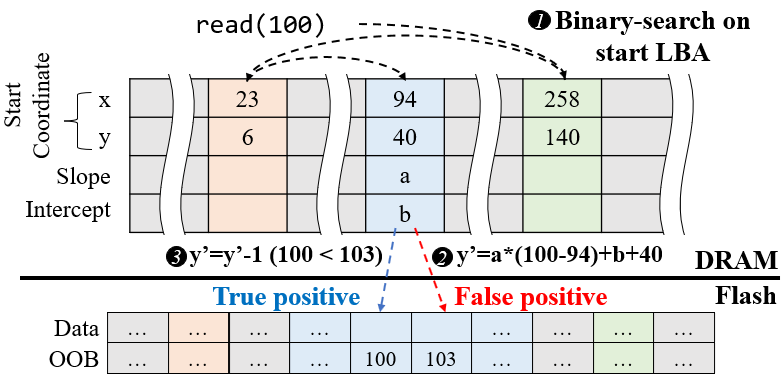 read(100)
❶ Binary-search on
start LBA
Start
Coordinate
x 23 94 258
y 6 40 140
Slope a
Intercept b
❸ y’=y’-1 (100 < 103) ❷ y’=a*(100-94)+b+40
DRAM
True positive False positive Flash
Data … … … … … … … …
OOB … … … … 100 103 … … … …